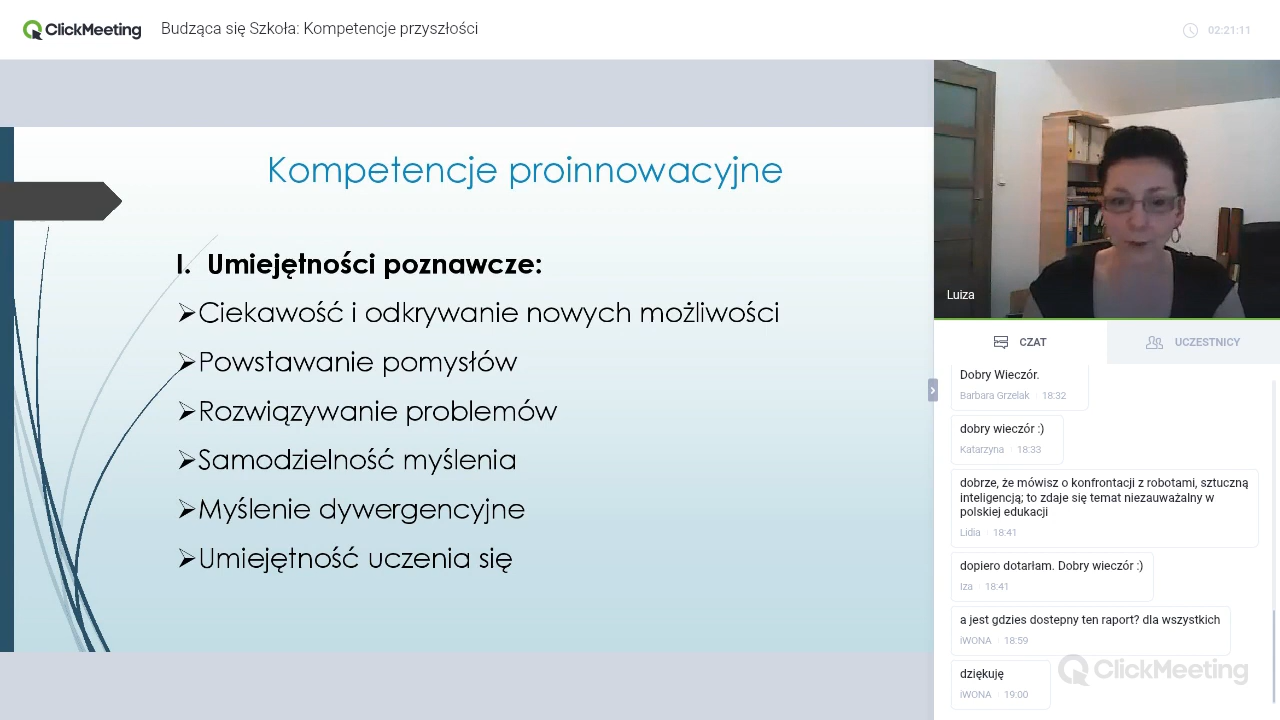 ClickMeeting
Budząca się Szkoła: Kompetencje przyszłości
02:21:11
Kompetencje proinnowacyjne
I. Umiejętności poznawcze:
Ciekawość i odkrywanie nowych możliwości
Powstawanie pomysłów
Rozwiązywanie problemów
Samodzielność myślenia
Myślenie dywergencyjne
Umiejętność uczenia się
Luiza
CZAT
UCZESTNICY
Dobry Wieczór.
Barbara Grzelak 18:32
dobry wieczór :)
Katarzyna 18:33
dobrze, że mówisz o konfrontacji z robotami, sztuczną
inteligencją; to zdaje się temat niezauważalny w
polskiej edukacji
Lidia 18:41
dopiero dotarłam. Dobry wieczór :)
Iza 18:41
a jest gdzies dostepny ten raport? dla wszystkich
iWONA 18:59
dziękuję
iWONA 19:00
ClickMeeting